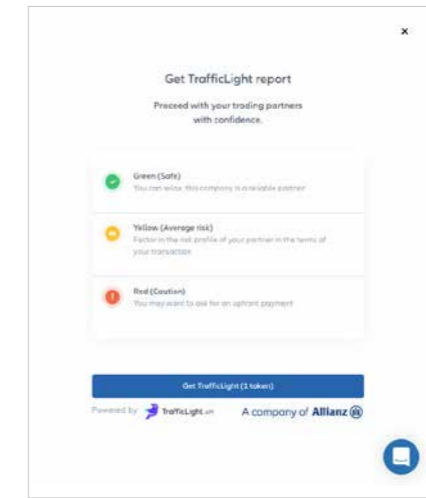 Get TrafficLight report
Proceed with your trading partners
with confidence.
Green (Safe)
You can relax, this company is a reliable partner
Yellow (Average risk)
Factor in the risk profile of your partner in the terms of
your transaction
Red (Caution)
You may want to ask for an upfront payment
Get TrafficLight (1 token)
Powered by TrafficLight A company of Allianz